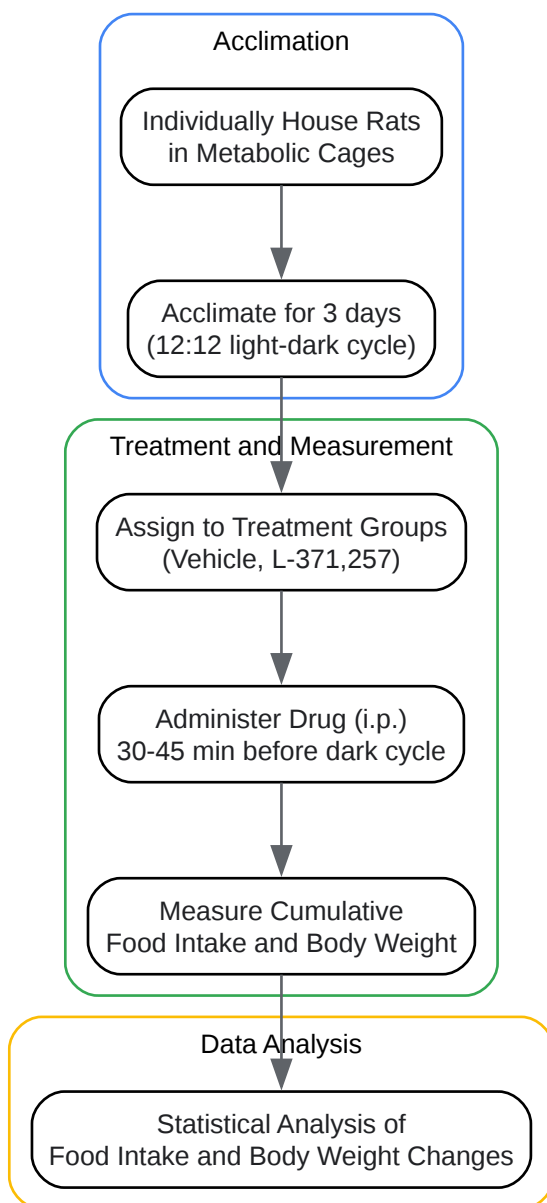 Acclimation
Individually House Rats
in Metabolic Cages
Acclimate for 3 days
(12:12 light-dark cycle)
Treatment and Measurement
Assign to Treatment Groups
(Vehicle, L-371,257)
Administer Drug (i.p.)
30-45 min before dark cycle
Measure Cumulative
Food Intake and Body Weight
Data Analysis
Statistical Analysis of
Food Intake and Body Weight Changes